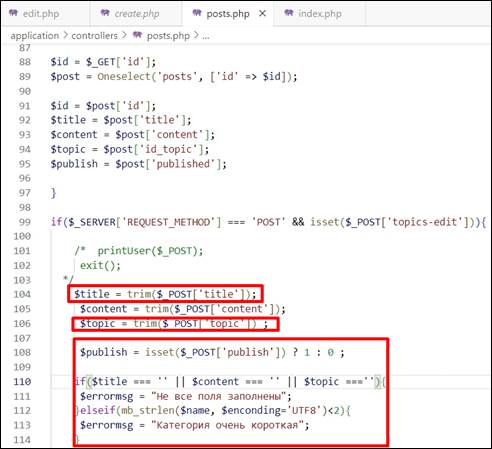 edit.php create.php posts.php × index.php
application > controllers > posts.php > ...
87
88 $id = $_GET['id'];
89 $post = Oneselect('posts', ['id' => $id]);
90
91 $id = $post['id'];
92 $title = $post['title'];
93 $content = $post['content'];
94 $topic = $post['id_topic'];
95 $publish = $post['published'];
96
97 }
98
99 if($_SERVER['REQUEST_METHOD'] === 'POST' && isset($_POST['topics-edit'])){
100
101 /* printUser($_POST);
102 exit();
103 */
104 $title = trim($_POST['title']);
105 $content = trim($_POST['content']);
106 $topic = trim($_POST['topic']) ;
107
108 $publish = isset($_POST['publish']) ? 1 : 0 ;
109
110 if($title === '' || $content === '' || $topic ===''){
111 $errormsg = "Не все поля заполнены";
112 }elseif(mb_strlen($name, $enconding='UTF8')<2){
113 $errormsg = "Категория очень короткая";
114 }